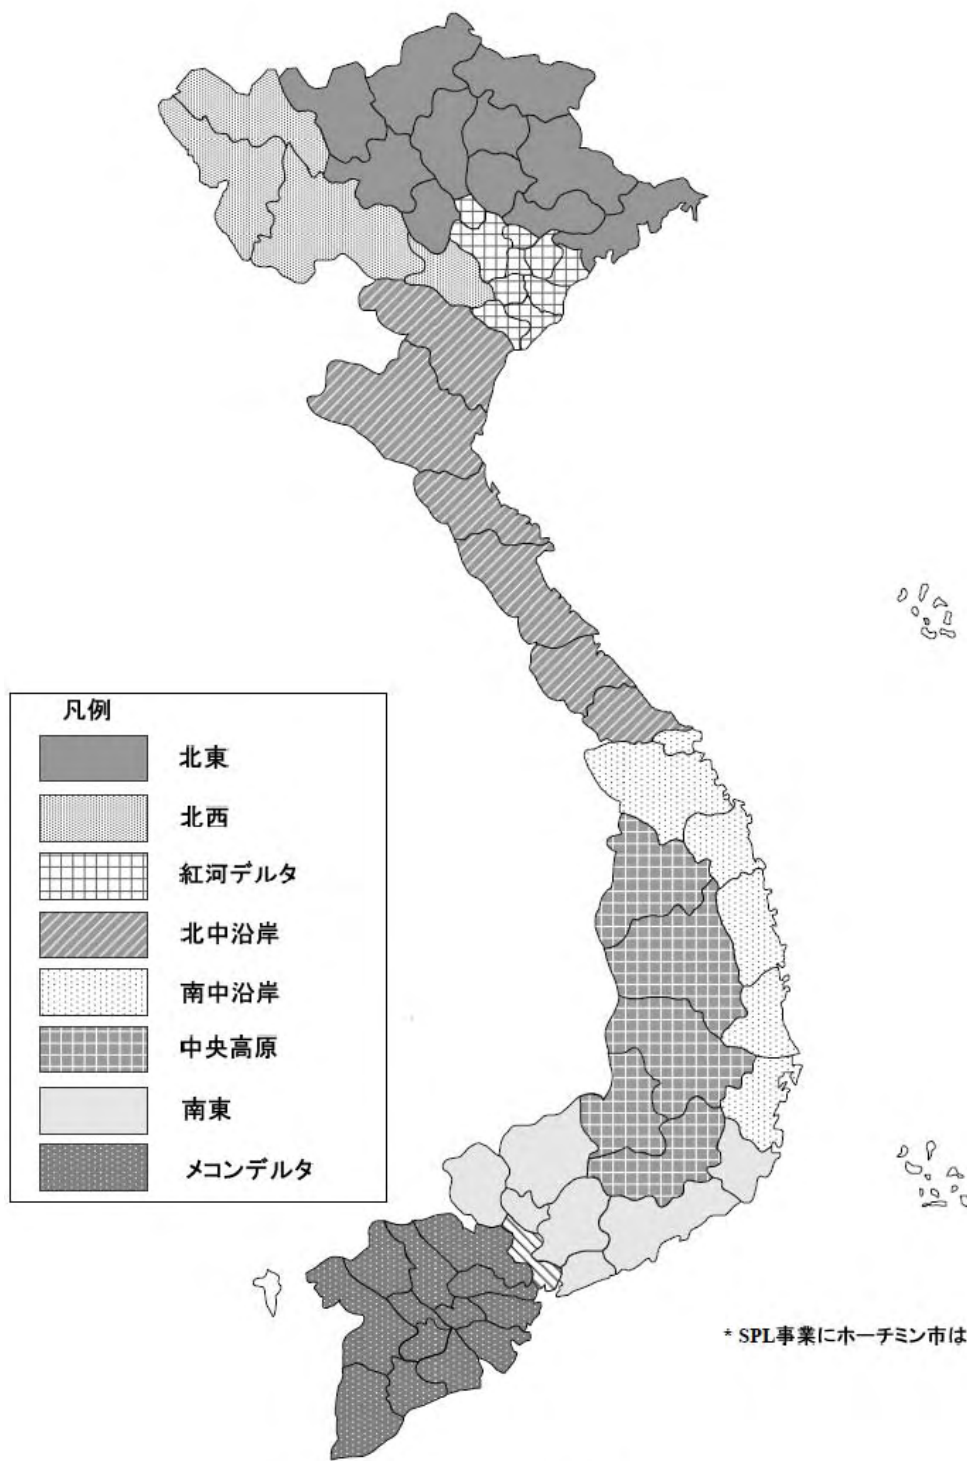 凡例
北東
北西
紅河デルタ
北中沿岸
南中沿岸
中央高原
南東
メコンデルタ
* SPL事業にホーチミン市は